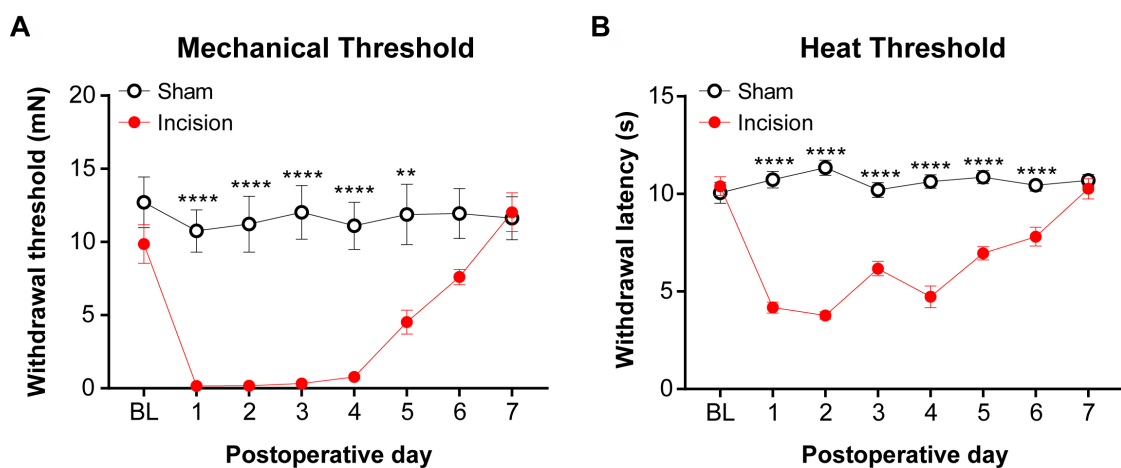 A
Mechanical Threshold
Sham
Incision
Withdrawal threshold (mN)
20
15
10
5
0
****
****
****
****
**
BL 1 2 3 4 5 6 7
Postoperative day
B
Heat Threshold
Sham
Incision
Withdrawal latency (s)
15
10
5
0
****
****
****
****
****
****
BL 1 2 3 4 5 6 7
Postoperative day